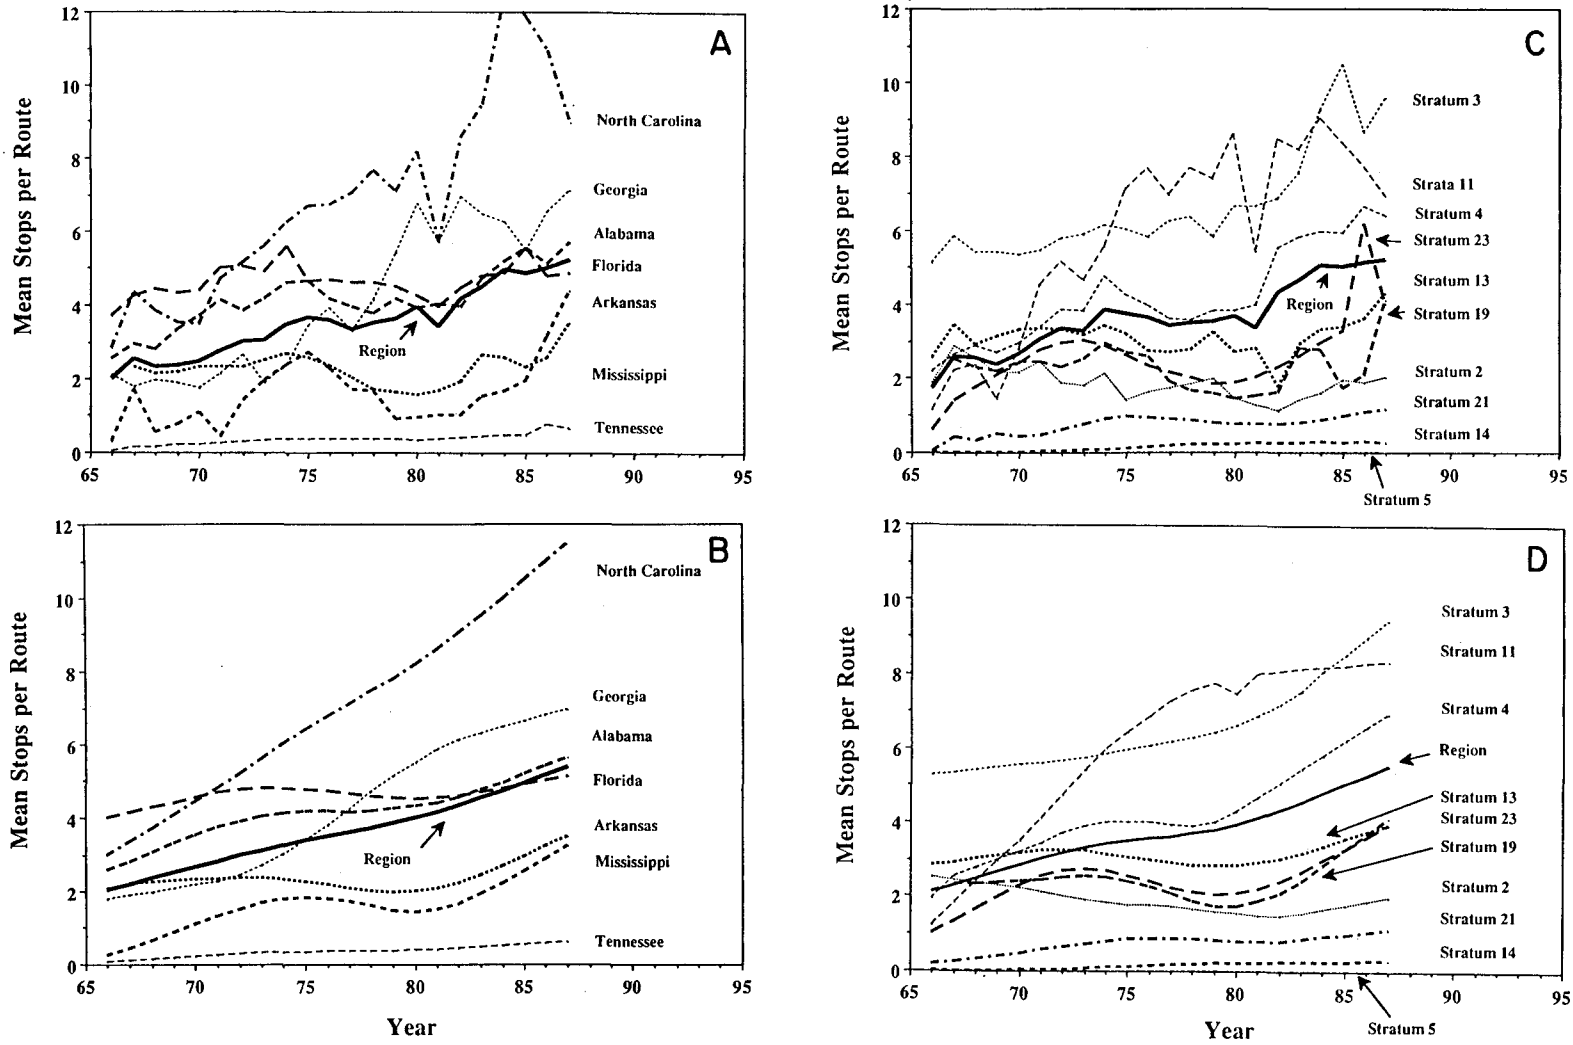 A
Mean Stops per Route
12
10
8
6
4
2
0
65
70
75
80
85
90
95
North Carolina
Georgia
Alabama
Florida
Arkansas
Region
Mississippi
Tennessee
C
Mean Stops per Route
12
10
8
6
4
2
0
65
70
75
80
85
90
95
Stratum 3
Strata 11
Stratum 4
Stratum 23
Stratum 13
Region
Stratum 19
Stratum 2
Stratum 21
Stratum 14
Stratum 5
B
Mean Stops per Route
12
10
8
6
4
2
0
65
70
75
80
85
90
95
Year
North Carolina
Georgia
Alabama
Florida
Arkansas
Region
Mississippi
Tennessee
D
Mean Stops per Route
12
10
8
6
4
2
0
65
70
75
80
85
90
95
Year
Stratum 3
Stratum 11
Stratum 4
Region
Stratum 13
Stratum 23
Stratum 19
Stratum 2
Stratum 21
Stratum 14
Stratum 5